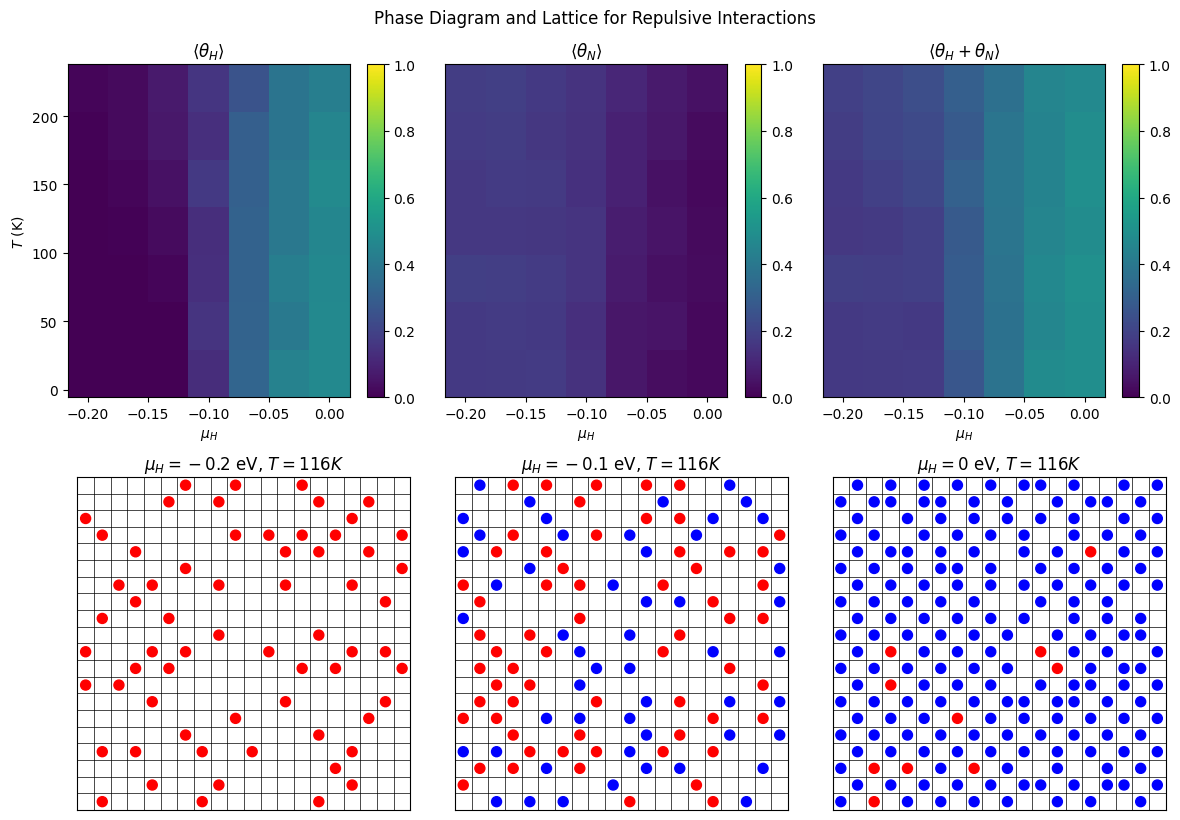 Phase Diagram and Lattice for Repulsive Interactions
⟨θ_H⟩
⟨θ_N⟩
⟨θ_H + θ_N⟩
T (K)
200
150
100
50
0
1.0
0.8
0.6
0.4
0.2
0.0
1.0
0.8
0.6
0.4
0.2
0.0
1.0
0.8
0.6
0.4
0.2
0.0
−0.20 −0.15 −0.10 −0.05 0.00
−0.20 −0.15 −0.10 −0.05 0.00
−0.20 −0.15 −0.10 −0.05 0.00
μ_H
μ_H
μ_H
μ_H = −0.2 eV, T = 116K
μ_H = −0.1 eV, T = 116K
μ_H = 0 eV, T = 116K